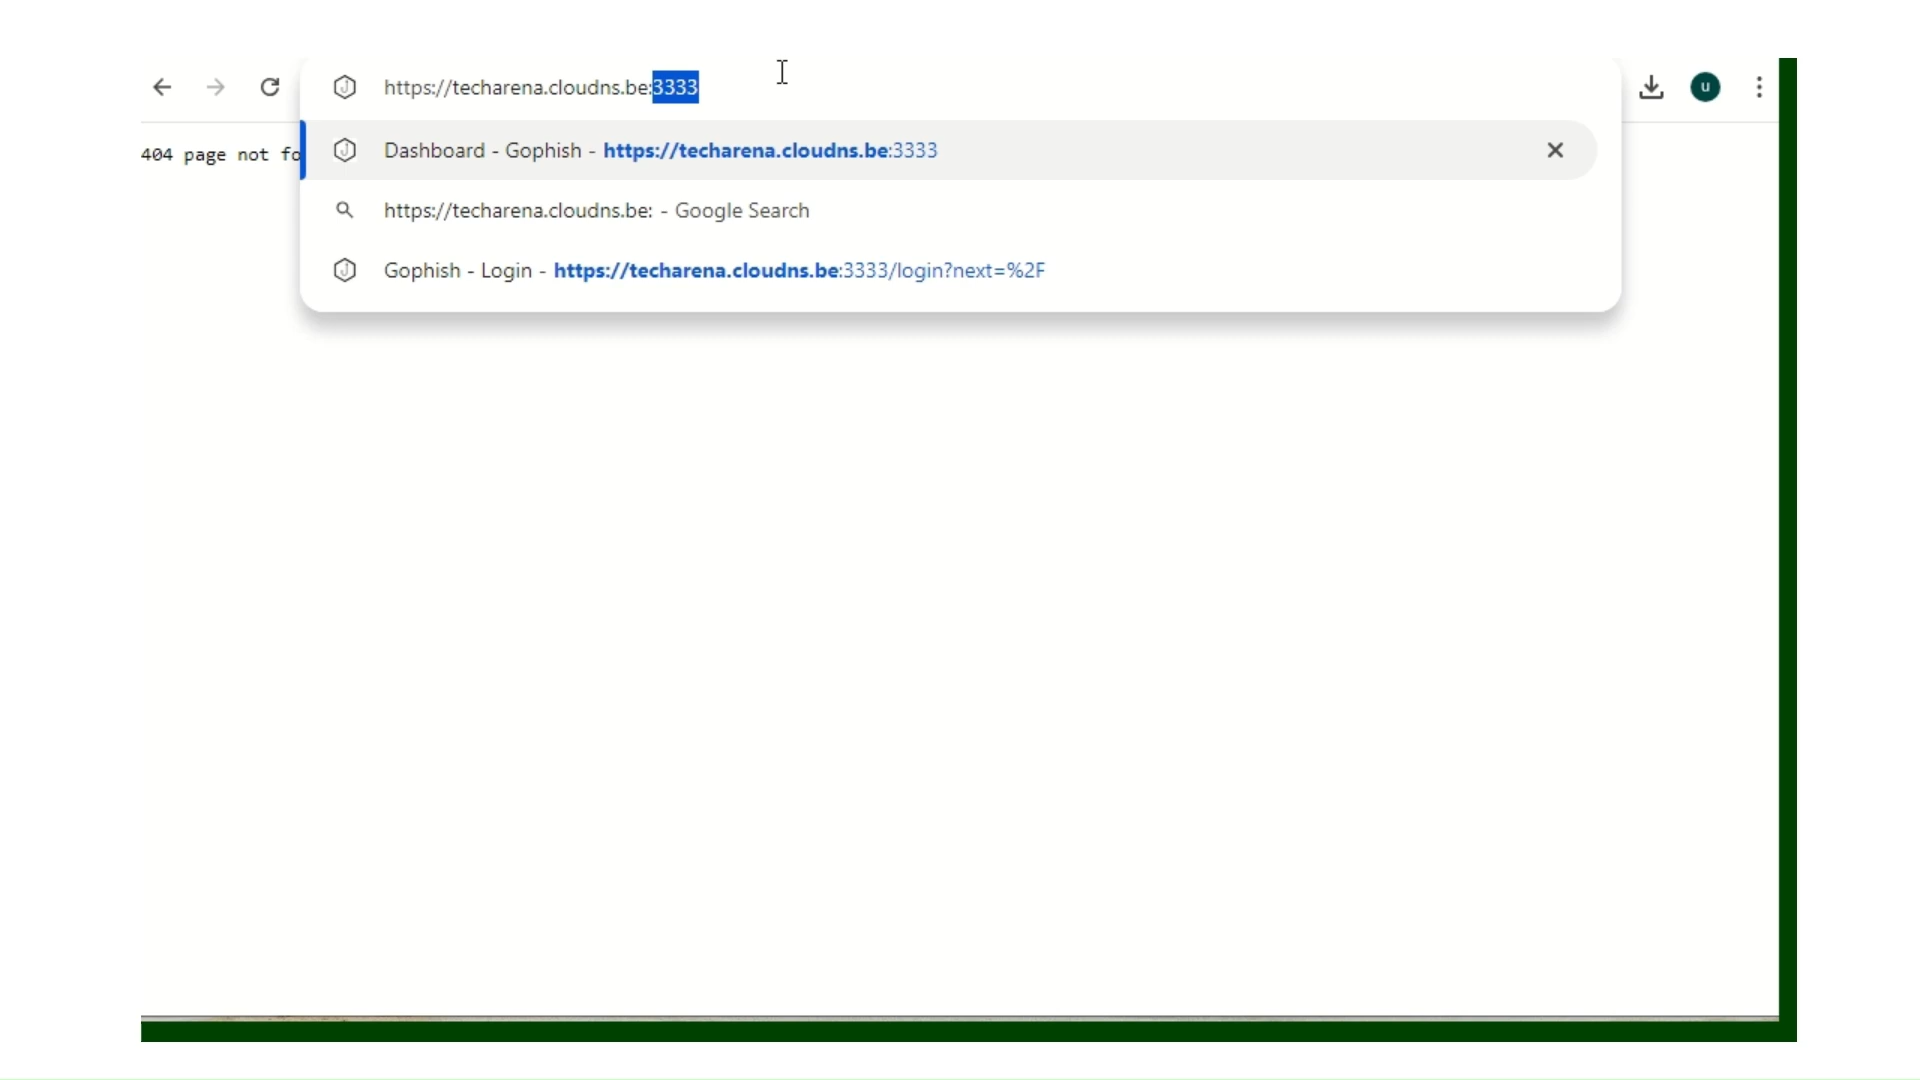 https://techarena.cloudns.be:3333
u
404 page not fo
Dashboard - Gophish - https://techarena.cloudns.be:3333
https://techarena.cloudns.be: - Google Search
Gophish - Login - https://techarena.cloudns.be:3333/login?next=%2F